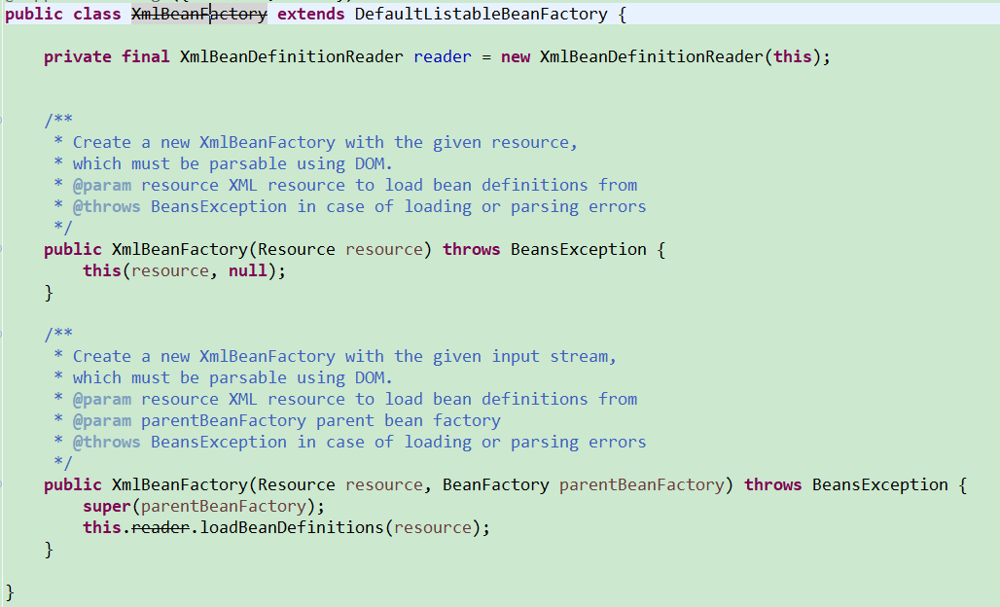 public class XmlBeanFactory extends DefaultListableBeanFactory {
private final XmlBeanDefinitionReader reader = new XmlBeanDefinitionReader(this);
/**
* Create a new XmlBeanFactory with the given resource,
* which must be parsable using DOM.
* @param resource XML resource to load bean definitions from
* @throws BeansException in case of loading or parsing errors
*/
public XmlBeanFactory(Resource resource) throws BeansException {
this(resource, null);
}
/**
* Create a new XmlBeanFactory with the given input stream,
* which must be parsable using DOM.
* @param resource XML resource to load bean definitions from
* @param parentBeanFactory parent bean factory
* @throws BeansException in case of loading or parsing errors
*/
public XmlBeanFactory(Resource resource, BeanFactory parentBeanFactory) throws BeansException {
super(parentBeanFactory);
this.reader.loadBeanDefinitions(resource);
}
}